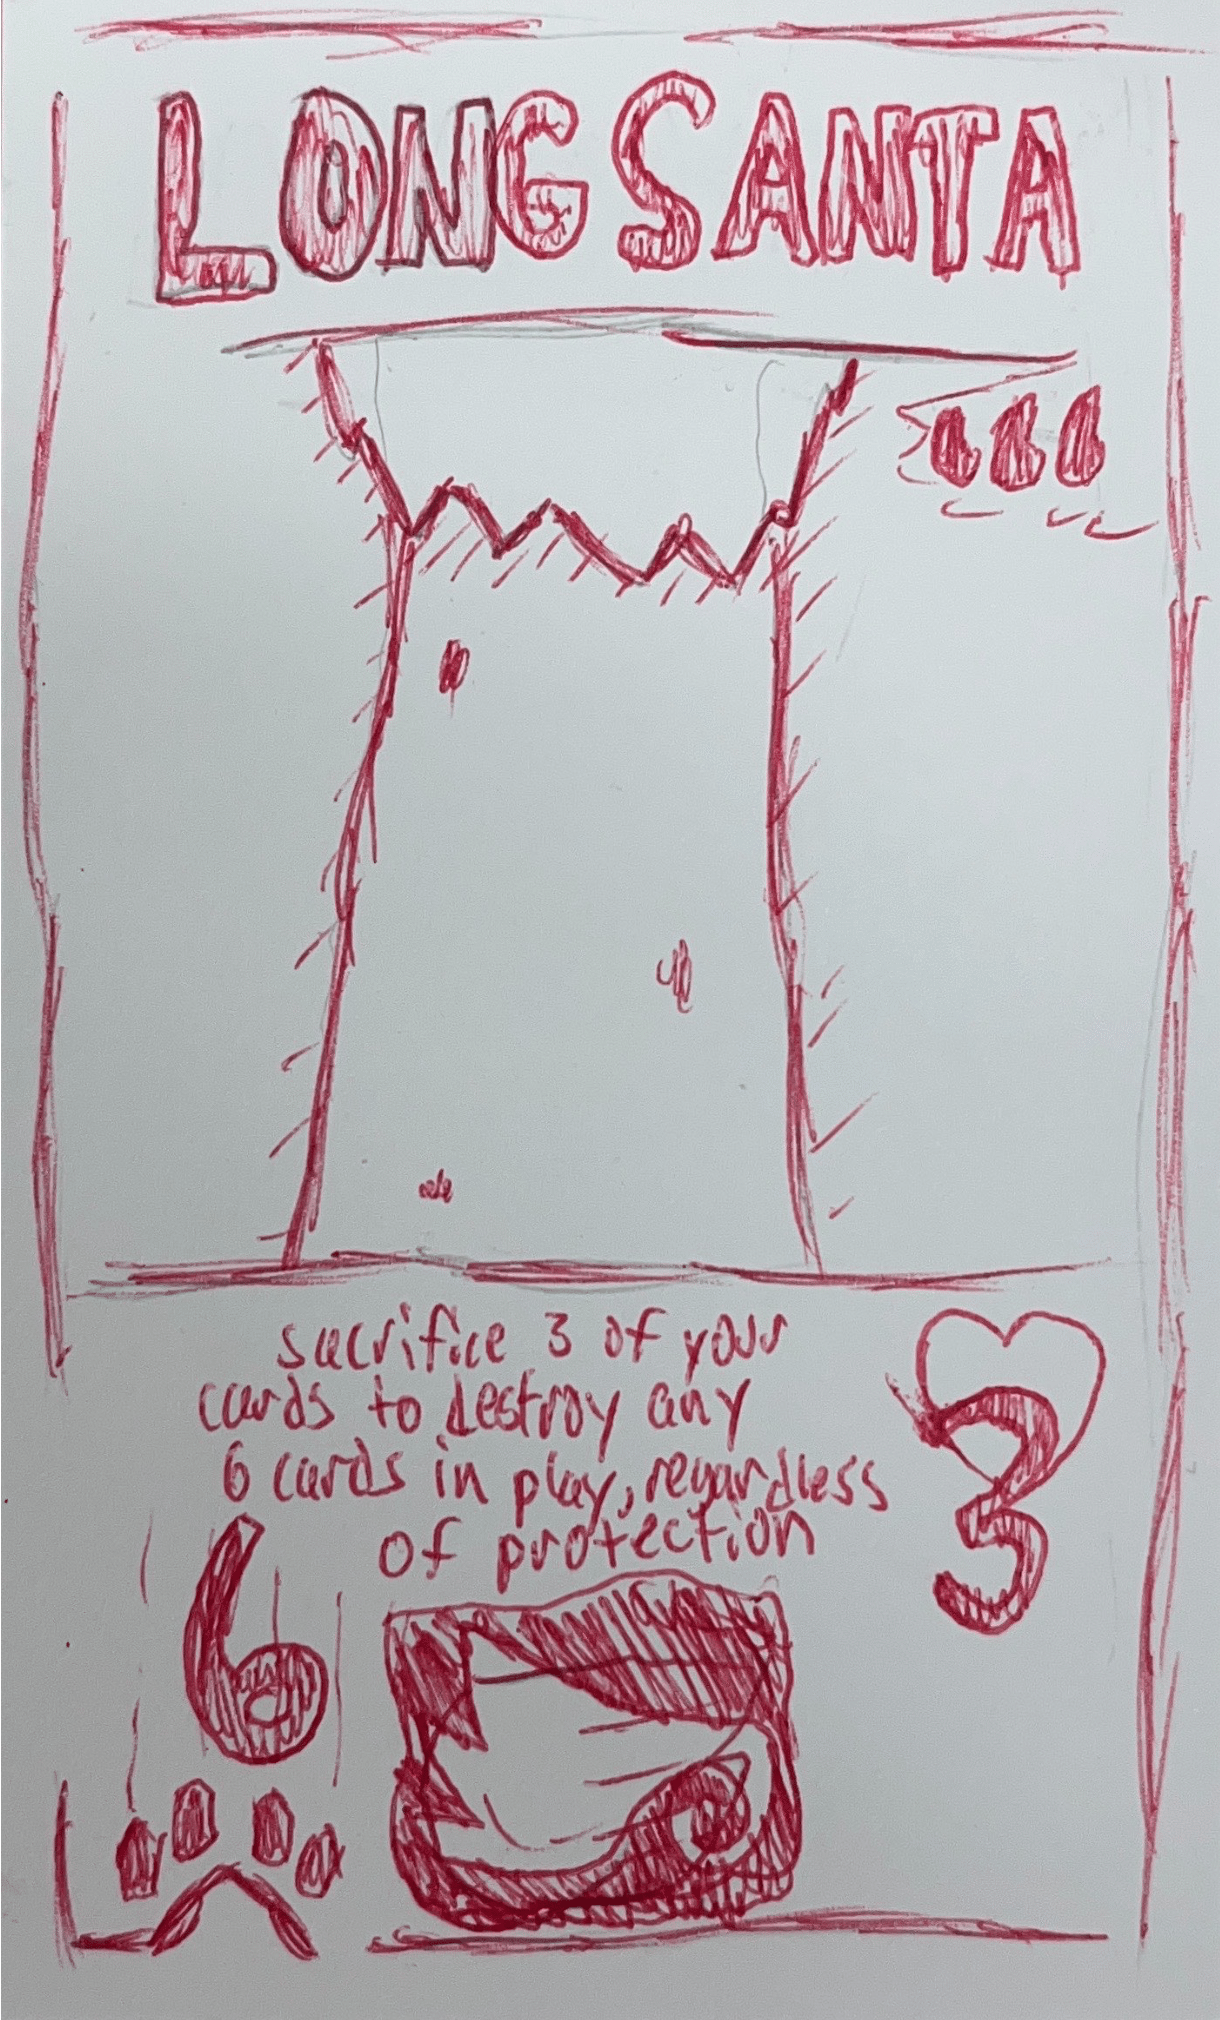 LONG SANTA
sacrifice 3 of your
cards to destroy any
6 cards in play, regardless
of protection
3
6